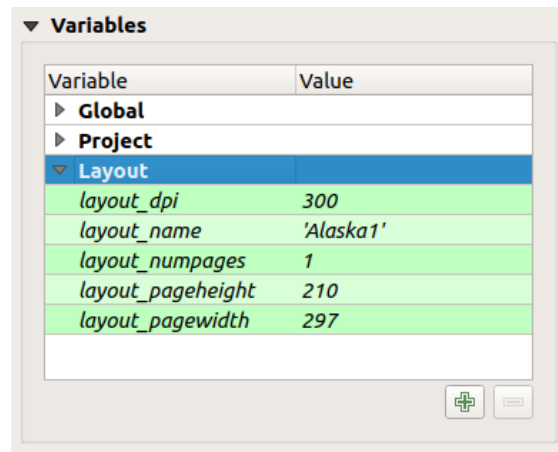 Variables
Variable Value
Global
Project
Layout
layout_dpi 300
layout_name 'Alaska1'
layout_numpages 1
layout_pageheight 210
layout_pagewidth 297